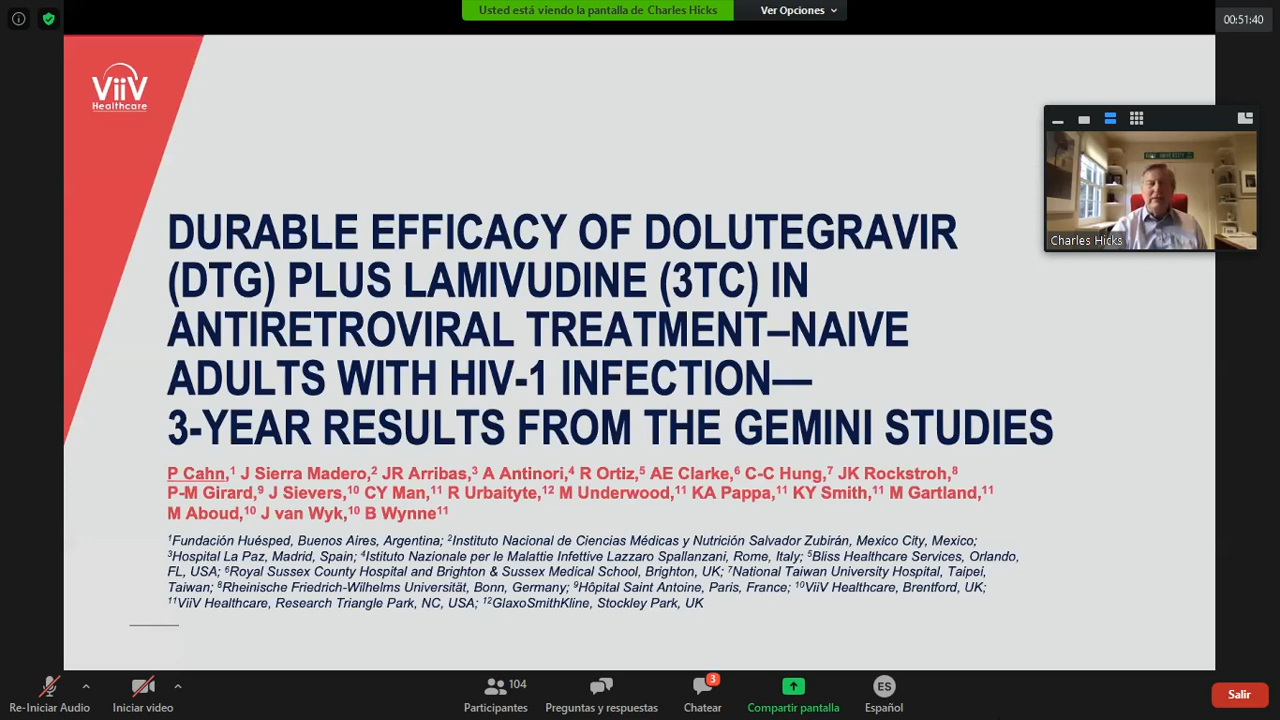 Usted está viendo la pantalla de Charles Hicks
Ver Opciones
00:51:40
ViiV
Healthcare
Charles Hicks
DURABLE EFFICACY OF DOLUTEGRAVIR
(DTG) PLUS LAMIVUDINE (3TC) IN
ANTIRETROVIRAL TREATMENT–NAIVE
ADULTS WITH HIV-1 INFECTION—
3-YEAR RESULTS FROM THE GEMINI STUDIES
P Cahn,¹ J Sierra Madero,² JR Arribas,³ A Antinori,⁴ R Ortiz,⁵ AE Clarke,⁶ C-C Hung,⁷ JK Rockstroh,⁸
P-M Girard,⁹ J Sievers,¹⁰ CY Man,¹¹ R Urbaityte,¹² M Underwood,¹¹ KA Pappa,¹¹ KY Smith,¹¹ M Gartland,¹¹
M Aboud,¹⁰ J van Wyk,¹⁰ B Wynne¹¹
¹Fundación Huésped, Buenos Aires, Argentina; ²Instituto Nacional de Ciencias Médicas y Nutrición Salvador Zubirán, Mexico City, Mexico;
³Hospital La Paz, Madrid, Spain; ⁴Istituto Nazionale per le Malattie Infettive Lazzaro Spallanzani, Rome, Italy; ⁵Bliss Healthcare Services, Orlando,
FL, USA; ⁶Royal Sussex County Hospital and Brighton & Sussex Medical School, Brighton, UK; ⁷National Taiwan University Hospital, Taipei,
Taiwan; ⁸Rheinische Friedrich-Wilhelms Universität, Bonn, Germany; ⁹Hôpital Saint Antoine, Paris, France; ¹⁰ViiV Healthcare, Brentford, UK;
¹¹ViiV Healthcare, Research Triangle Park, NC, USA; ¹²GlaxoSmithKline, Stockley Park, UK
Re-Iniciar Audio
Iniciar video
104
Participantes
Preguntas y respuestas
3
Chatear
Compartir pantalla
ES
Español
Salir